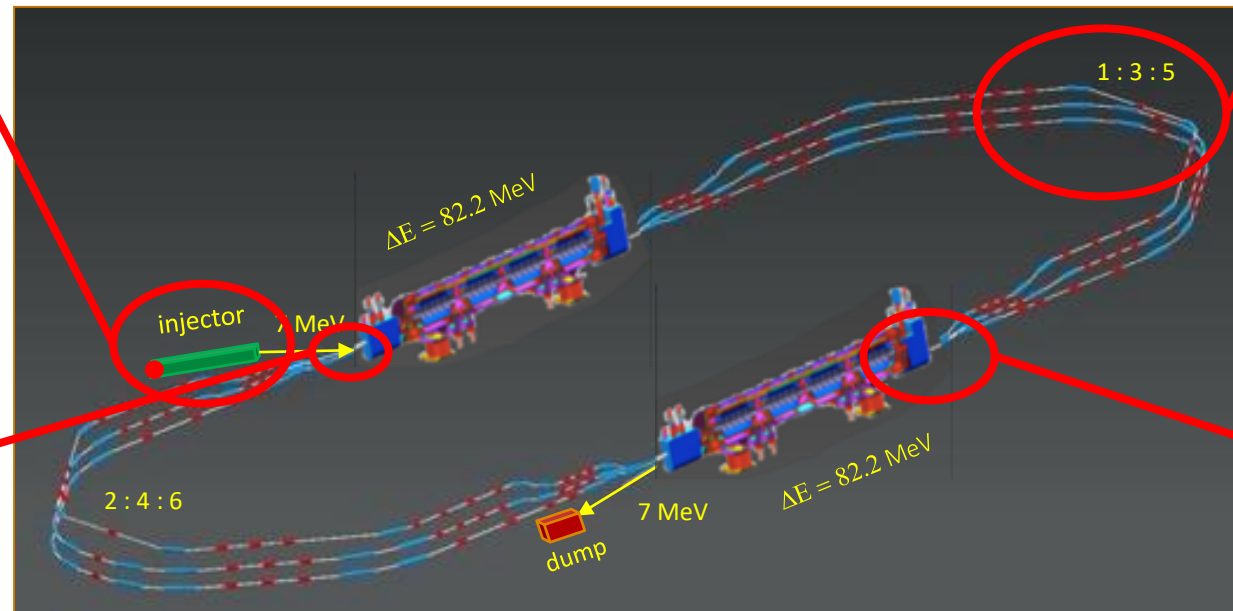 1 : 3 : 5
ΔE = 82.2 MeV
injector
7 MeV
2 : 4 : 6
ΔE = 82.2 MeV
7 MeV
dump